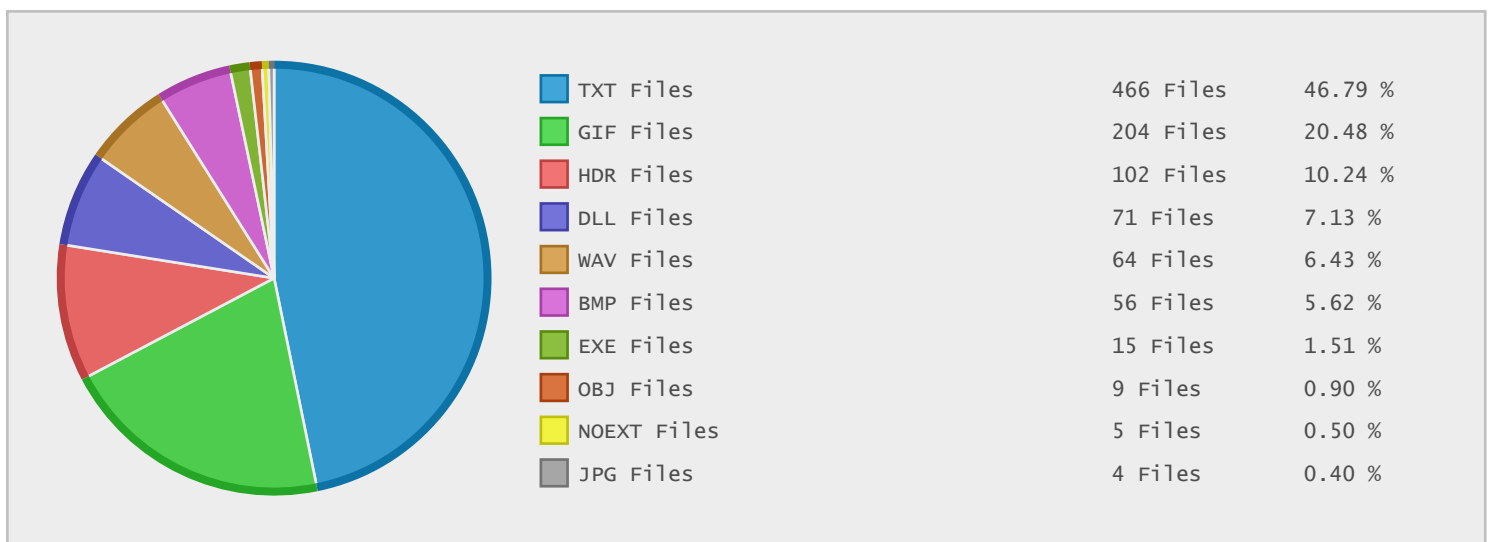 TXT Files 466 Files 46.79 %
GIF Files 204 Files 20.48 %
HDR Files 102 Files 10.24 %
DLL Files 71 Files 7.13 %
WAV Files 64 Files 6.43 %
BMP Files 56 Files 5.62 %
EXE Files 15 Files 1.51 %
OBJ Files 9 Files 0.90 %
NOEXT Files 5 Files 0.50 %
JPG Files 4 Files 0.40 %